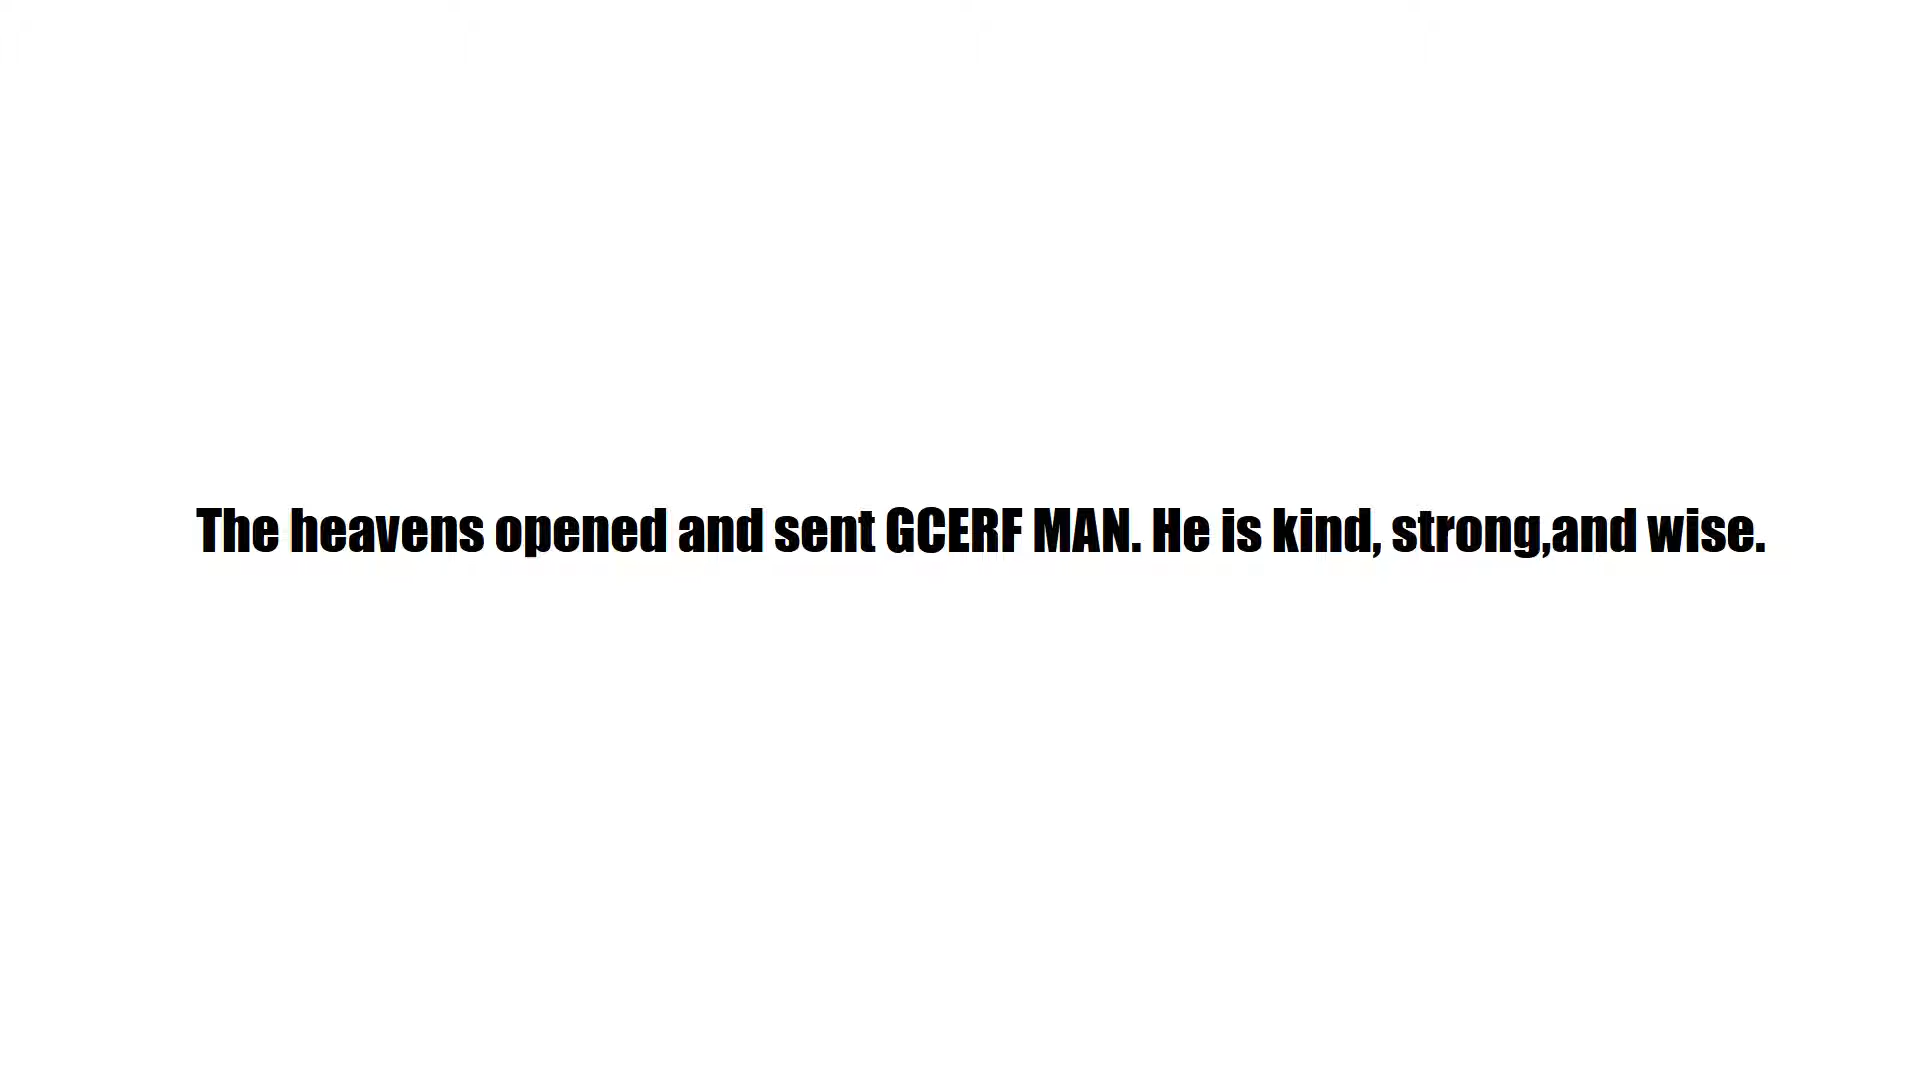 The heavens opened and sent GCERF MAN. He is kind, strong,and wise.